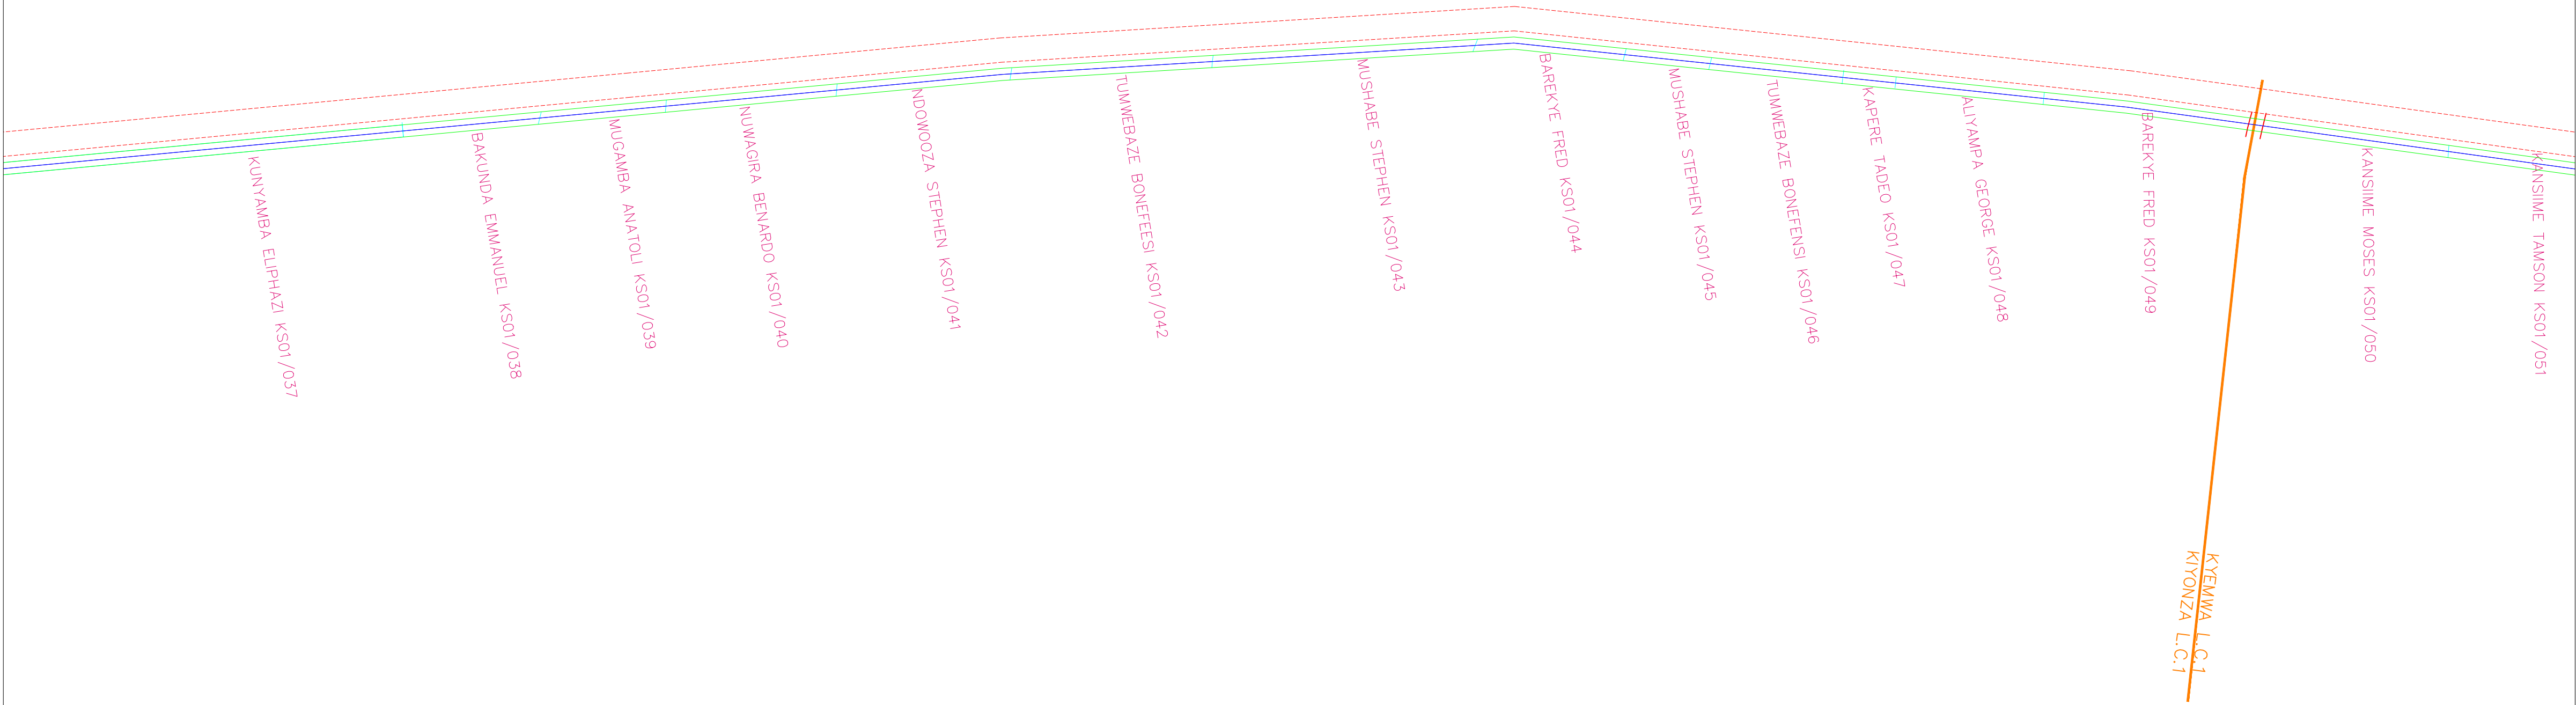 KUNYAMBA ELIPHAZI KS01/037
BAKUNDA EMMANUEL KS01/038
MUGAMBA ANATOLI KS01/039
NUWAGIRA BENARDO KS01/040
NDOWOOZA STEPHEN KS01/041
TUMWEBAZE BONEFEESI KS01/042
MUSHABE STEPHEN KS01/043
BAREKYE FRED KS01/044
MUSHABE STEPHEN KS01/045
TUMWEBAZE BONEFENSI KS01/046
KAPERE TADEO KS01/047
ALIYAMPA GEORGE KS01/048
BAREKYE FRED KS01/049
KANSIIME MOSES KS01/050
KANSIIME TAMSON KS01/051
KYEMWA L.C.1
KIYONZA L.C.1